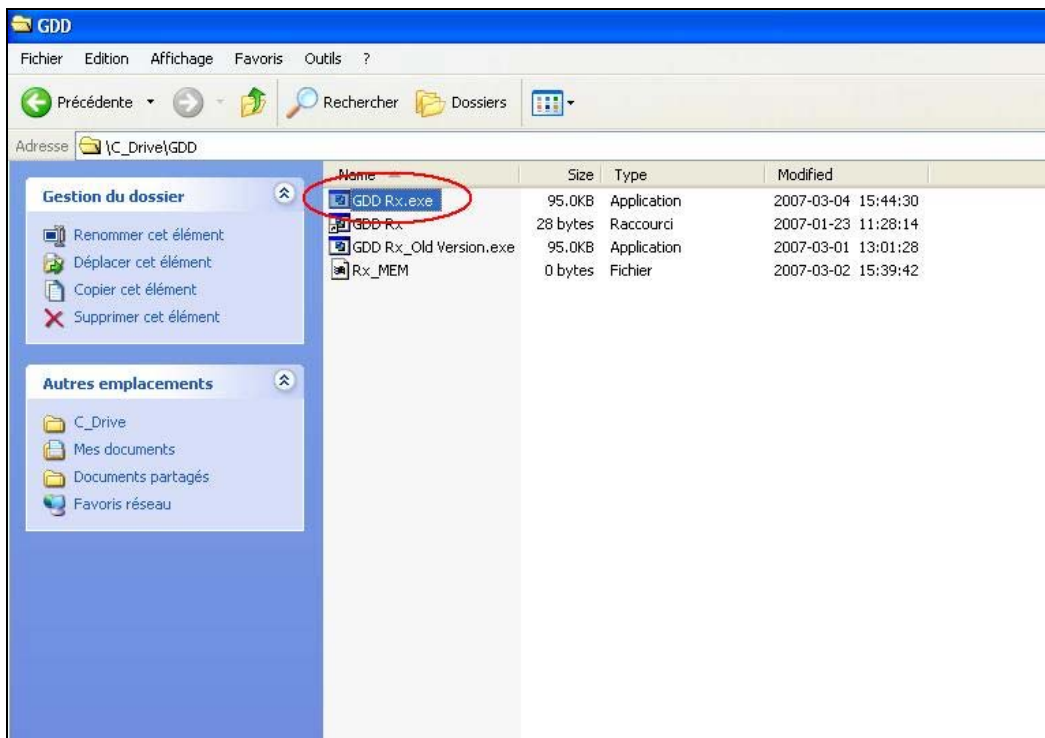 GDD
Fichier Edition Affichage Favoris Outils ?
Précédente Rechercher Dossiers
Adresse \C_Drive\GDD
Name Size Type Modified
GDD Rx.exe 95.0KB Application 2007-03-04 15:44:30
GDD Rx 28 bytes Raccourci 2007-01-23 11:28:14
GDD Rx_Old Version.exe 95.0KB Application 2007-03-01 13:01:28
Rx_MEM 0 bytes Fichier 2007-03-02 15:39:42
Gestion du dossier
Renommer cet élément
Déplacer cet élément
Copier cet élément
Supprimer cet élément
Autres emplacements
C_Drive
Mes documents
Documents partagés
Favoris réseau